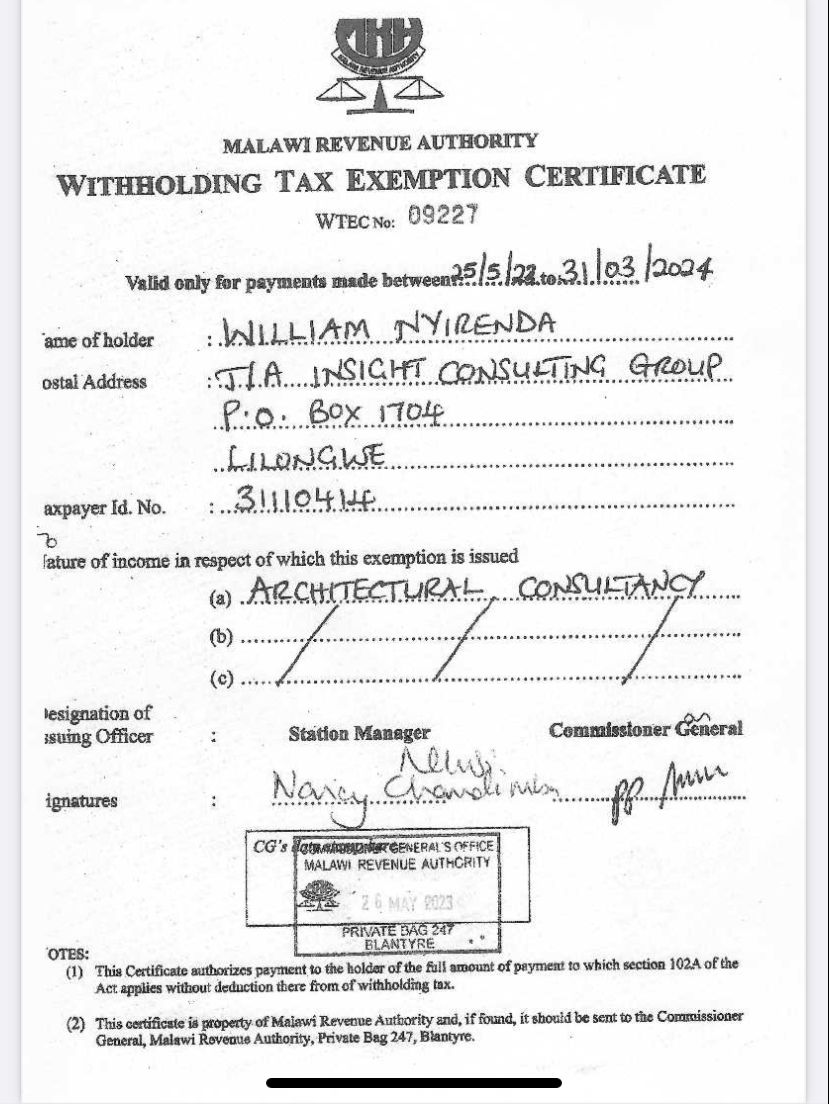 MRA
MALAWI REVENUE AUTHORITY
MALAWI REVENUE AUTHORITY
WITHHOLDING TAX EXEMPTION CERTIFICATE
WTEC No: 09227
Valid only for payments made between 25/5/23 to 31/03/2024
ame of holder : WILLIAM NYIRENDA
ostal Address : T/A INSIGHT CONSULTING GROUP
P.O. BOX 1704
LILONGWE
axpayer Id. No. : 31110414
ature of income in respect of which this exemption is issued
(a) ARCHITECTURAL CONSULTANCY
(b)
(c)
esignation of
ssuing Officer : Station Manager Commissioner General
ignatures : Nancy pp
CG's
GENERAL'S OFFICE
MALAWI REVENUE AUTHORITY
26 MAY 2023
PRIVATE BAG 247
BLANTYRE
OTES:
(1) This Certificate authorizes payment to the holder of the full amount of payment to which section 102A of the
Act applies without deduction there from of withholding tax.
(2) This certificate is property of Malawi Revenue Authority and, if found, it should be sent to the Commissioner
General, Malawi Revenue Authority, Private Bag 247, Blantyre.